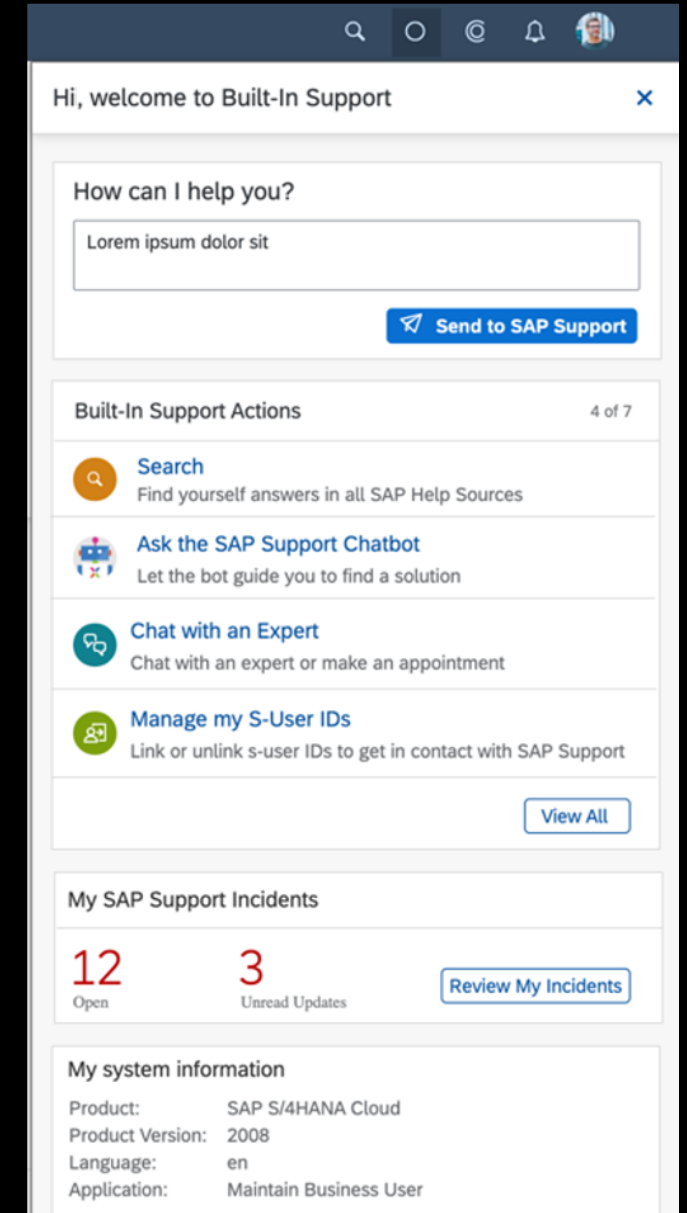 Hi, welcome to Built-In Support
How can I help you?
Lorem ipsum dolor sit
Send to SAP Support
Built-In Support Actions 4 of 7
Search
Find yourself answers in all SAP Help Sources
Ask the SAP Support Chatbot
Let the bot guide you to find a solution
Chat with an Expert
Chat with an expert or make an appointment
Manage my S-User IDs
Link or unlink s-user IDs to get in contact with SAP Support
View All
My SAP Support Incidents
12 3
Open Unread Updates
Review My Incidents
My system information
Product: SAP S/4HANA Cloud
Product Version: 2008
Language: en
Application: Maintain Business User